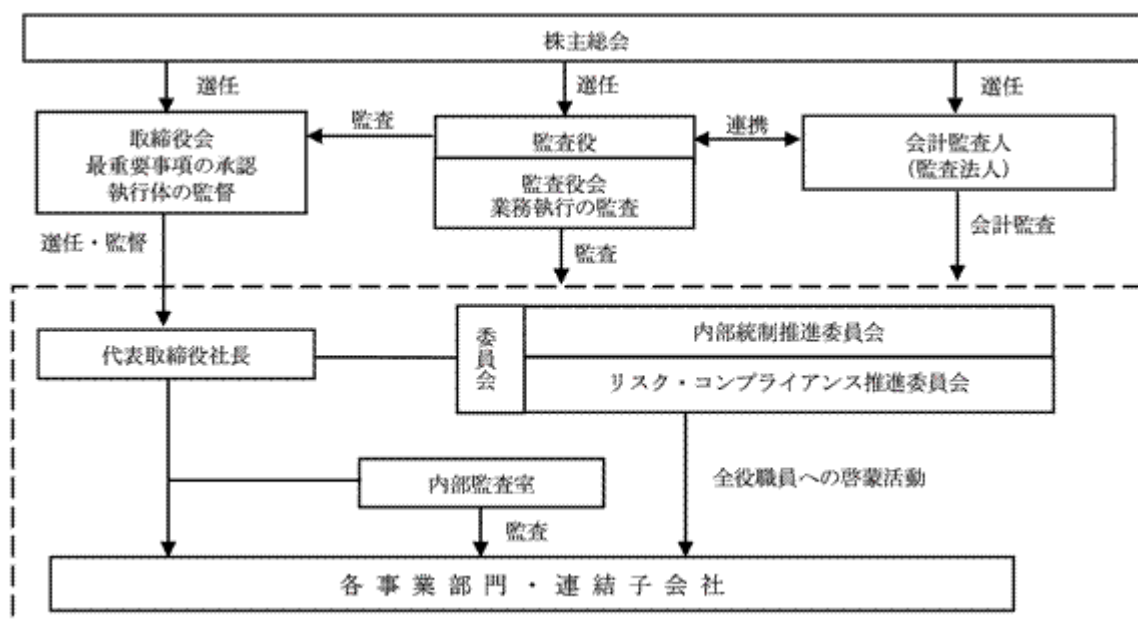 株主総会
選任
選任
選任
取締役会
最重要事項の承認
執行体の監督
監査
監査役
監査役会
業務執行の監査
連携
会計監査人
(監査法人)
選任・監督
監査
会計監査
代表取締役社長
委員会
内部統制推進委員会
リスク・コンプライアンス推進委員会
内部監査室
全役職員への啓蒙活動
監査
各事業部門・連結子会社